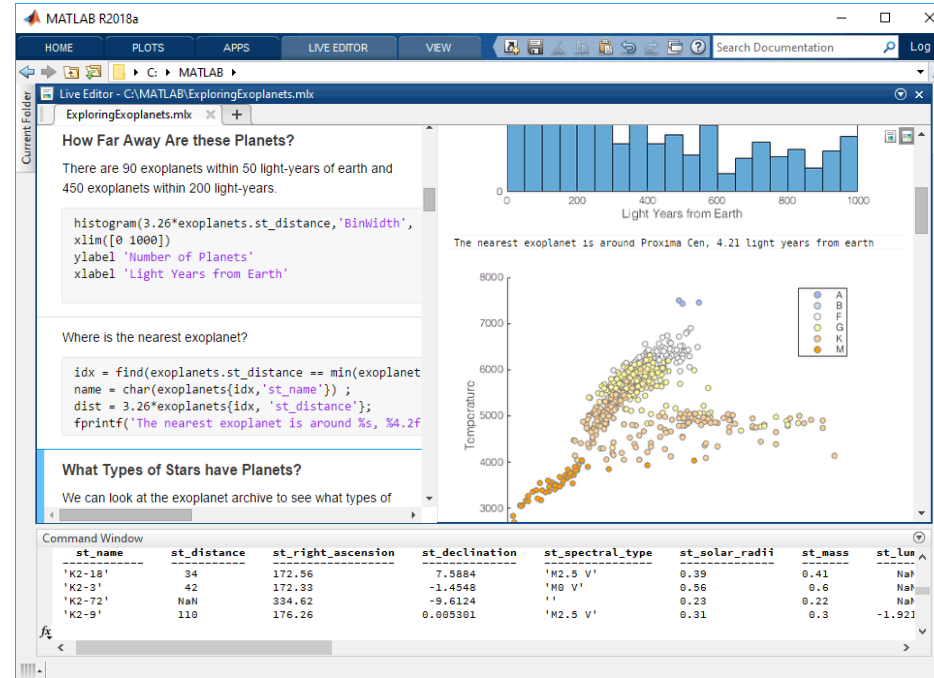 MATLAB R2018a
HOME PLOTS APPS LIVE EDITOR VIEW Search Documentation Log
C: MATLAB
Current Folder
Live Editor - C:\MATLAB\ExploringExoplanets.mlx
ExploringExoplanets.mlx
How Far Away Are these Planets?
There are 90 exoplanets within 50 light-years of earth and
450 exoplanets within 200 light-years.
histogram(3.26*exoplanets.st_distance,'BinWidth',
xlim([0 1000])
ylabel 'Number of Planets'
xlabel 'Light Years from Earth'
Where is the nearest exoplanet?
idx = find(exoplanets.st_distance == min(exoplanet
name = char(exoplanets{idx,'st_name'}) ;
dist = 3.26*exoplanets{idx, 'st_distance'};
fprintf('The nearest exoplanet is around %s, %4.2f
What Types of Stars have Planets?
We can look at the exoplanet archive to see what types of
0
0 200 400 600 800 1000
Light Years from Earth
The nearest exoplanet is around Proxima Cen, 4.21 light years from earth
8000
7000
6000
5000
4000
3000
Temperature
A
B
F
G
K
M
Command Window
st_name st_distance st_right_ascension st_declination st_spectral_type st_solar_radii st_mass st_lum
'K2-18' 34 172.56 7.5884 'M2.5 V' 0.39 0.41 NaN
'K2-3' 42 172.33 -1.4548 'M0 V' 0.56 0.6 NaN
'K2-72' NaN 334.62 -9.6124 '' 0.23 0.22 NaN
'K2-9' 110 176.26 0.005301 'M2.5 V' 0.31 0.3 -1.921
fx